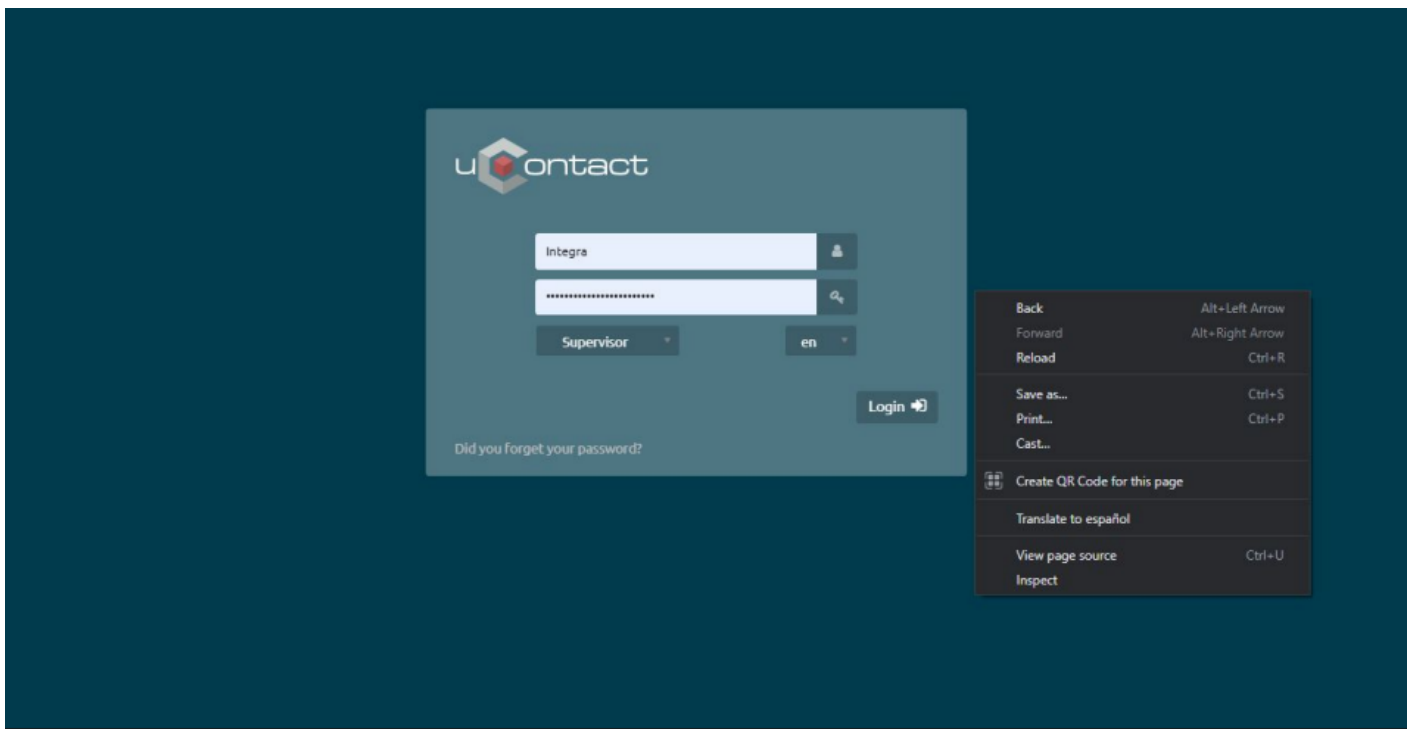 uContact
Integra
••••••••••••••••••••••••
Supervisor
en
Login
Did you forget your password?
Back Alt+Left Arrow
Forward Alt+Right Arrow
Reload Ctrl+R
Save as... Ctrl+S
Print... Ctrl+P
Cast...
Create QR Code for this page
Translate to español
View page source Ctrl+U
Inspect